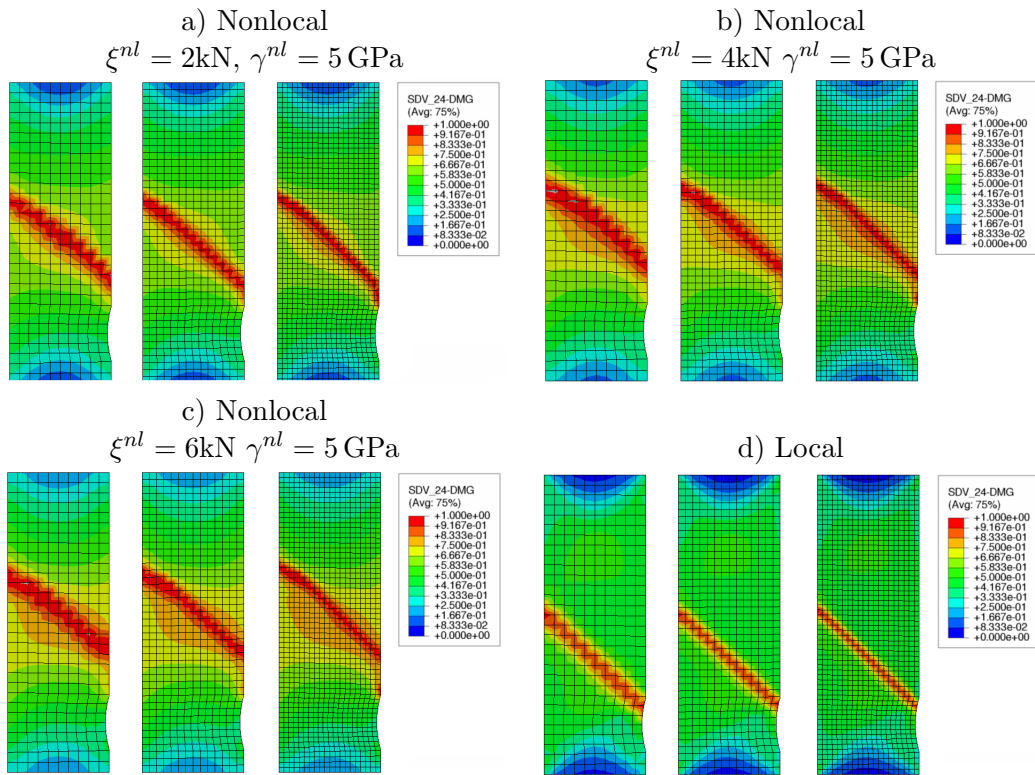 a) Nonlocal
ξ^{nl} = 2kN, γ^{nl} = 5 GPa
SDV_24-DMG
(Avg: 75%)
+1.000e+00
+9.167e-01
+8.333e-01
+7.500e-01
+6.667e-01
+5.833e-01
+5.000e-01
+4.167e-01
+3.333e-01
+2.500e-01
+1.667e-01
+8.333e-02
+0.000e+00
b) Nonlocal
ξ^{nl} = 4kN γ^{nl} = 5 GPa
SDV_24-DMG
(Avg: 75%)
+1.000e+00
+9.167e-01
+8.333e-01
+7.500e-01
+6.667e-01
+5.833e-01
+5.000e-01
+4.167e-01
+3.333e-01
+2.500e-01
+1.667e-01
+8.333e-02
+0.000e+00
c) Nonlocal
ξ^{nl} = 6kN γ^{nl} = 5 GPa
SDV_24-DMG
(Avg: 75%)
+1.000e+00
+9.167e-01
+8.333e-01
+7.500e-01
+6.667e-01
+5.833e-01
+5.000e-01
+4.167e-01
+3.333e-01
+2.500e-01
+1.667e-01
+8.333e-02
+0.000e+00
d) Local
SDV_24-DMG
(Avg: 75%)
+1.000e+00
+9.167e-01
+8.333e-01
+7.500e-01
+6.667e-01
+5.833e-01
+5.000e-01
+4.167e-01
+3.333e-01
+2.500e-01
+1.667e-01
+8.333e-02
+0.000e+00